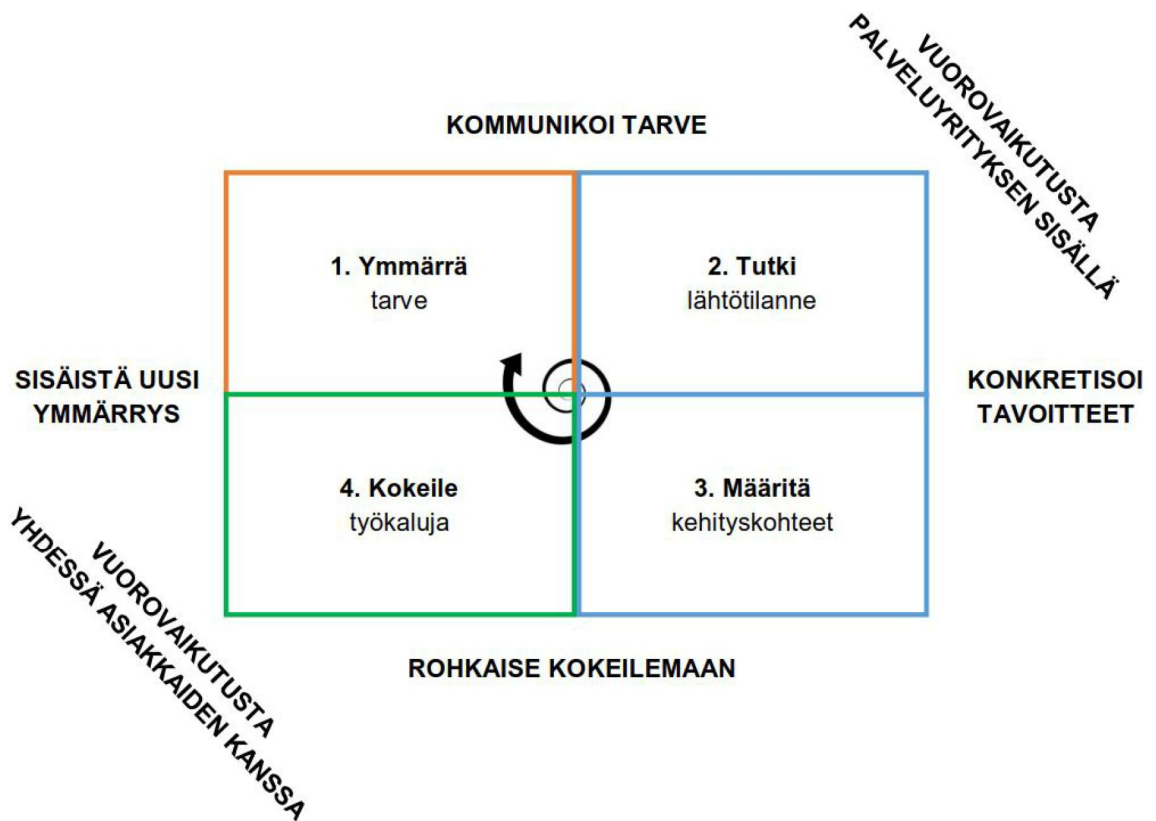 VUOROVAIKUTUSTA
PALVELUYRITYKSEN SISÄLLÄ
KOMMUNIKOI TARVE
1. Ymmärrä
tarve
2. Tutki
lähtötilanne
SISÄISTÄ UUSI
YMMÄRRYS
KONKRETISOI
TAVOITTEET
4. Kokeile
työkaluja
3. Määritä
kehityskohteet
VUOROVAIKUTUSTA
YHDESSÄ ASIAKKAIDEN KANSSA
ROHKAISE KOKEILEMAAN